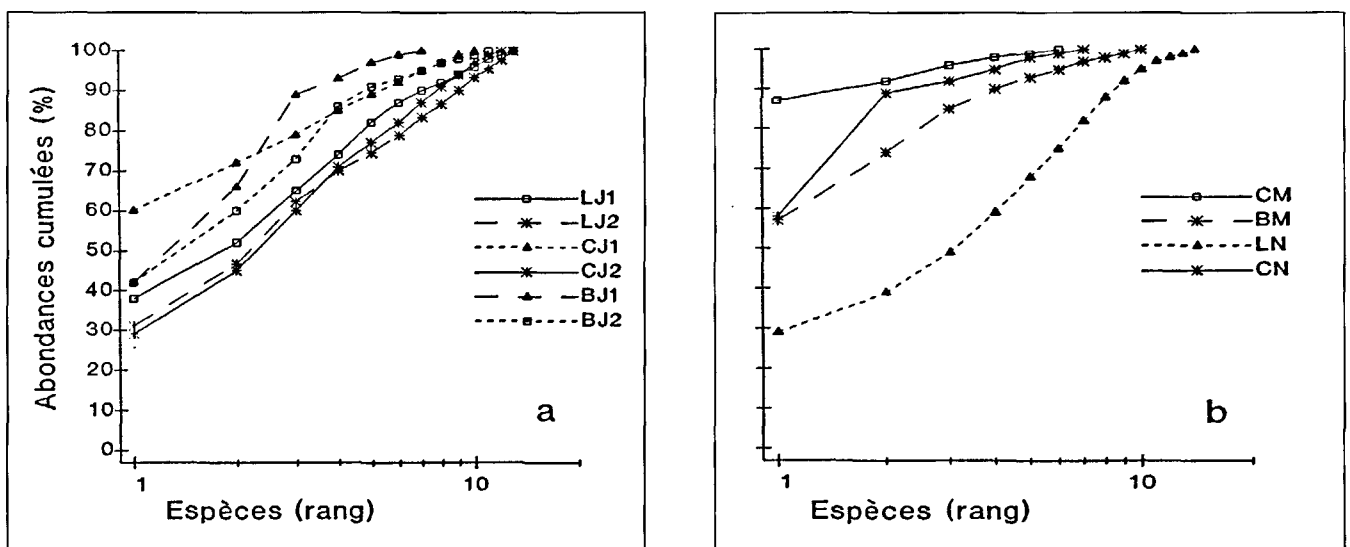 Abondances cumulées (%)
100
90
80
70
60
50
40
30
20
10
0
1
10
Espèces (rang)
LJ1
LJ2
CJ1
CJ2
BJ1
BJ2
a
1
10
Espèces (rang)
CM
BM
LN
CN
b